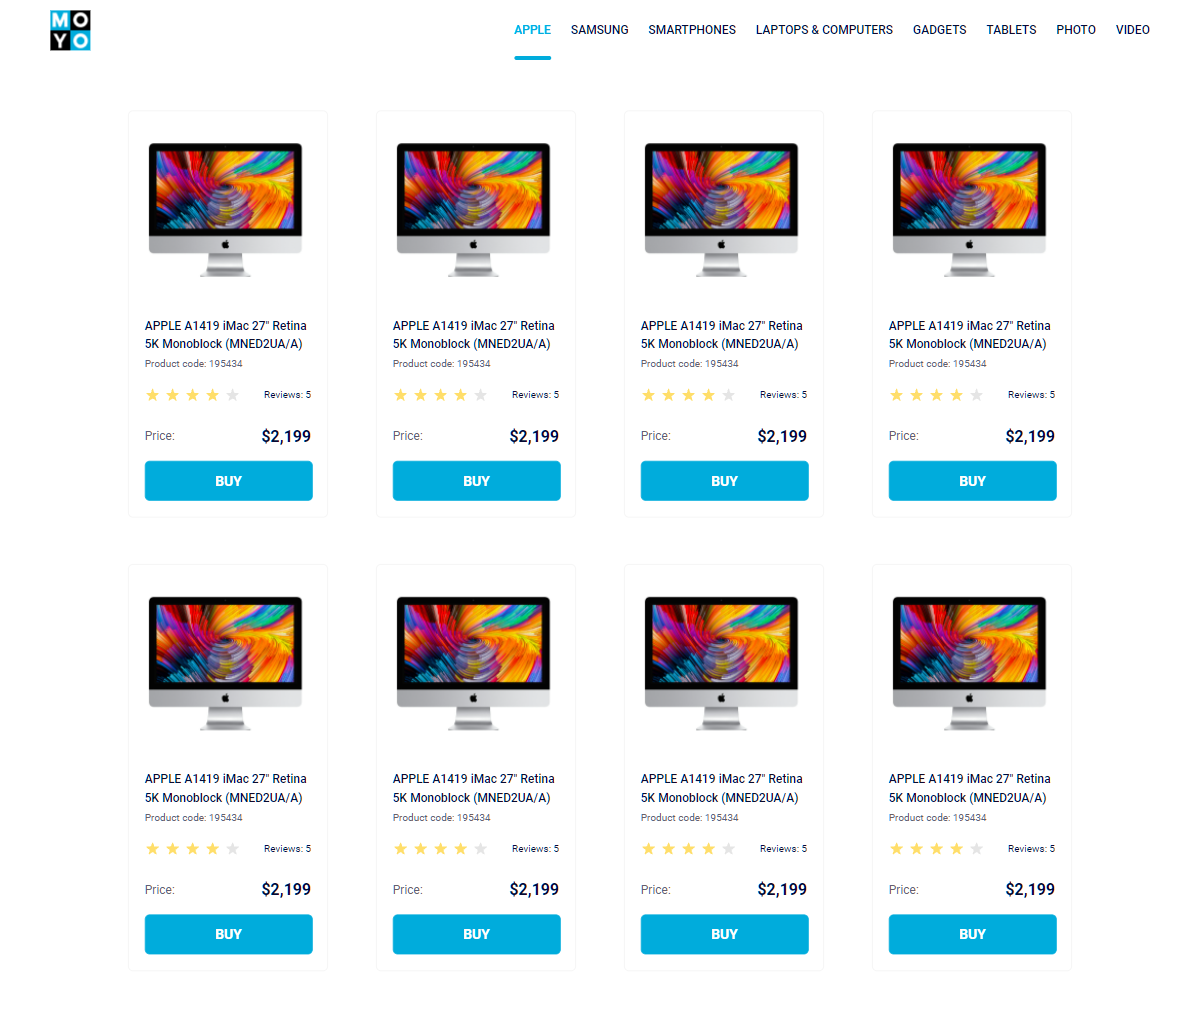 MO
YO
APPLE SAMSUNG SMARTPHONES LAPTOPS & COMPUTERS GADGETS TABLETS PHOTO VIDEO
APPLE A1419 iMac 27" Retina
5K Monoblock (MNED2UA/A)
Product code: 195434
Reviews: 5
Price: $2,199
BUY
APPLE A1419 iMac 27" Retina
5K Monoblock (MNED2UA/A)
Product code: 195434
Reviews: 5
Price: $2,199
BUY
APPLE A1419 iMac 27" Retina
5K Monoblock (MNED2UA/A)
Product code: 195434
Reviews: 5
Price: $2,199
BUY
APPLE A1419 iMac 27" Retina
5K Monoblock (MNED2UA/A)
Product code: 195434
Reviews: 5
Price: $2,199
BUY
APPLE A1419 iMac 27" Retina
5K Monoblock (MNED2UA/A)
Product code: 195434
Reviews: 5
Price: $2,199
BUY
APPLE A1419 iMac 27" Retina
5K Monoblock (MNED2UA/A)
Product code: 195434
Reviews: 5
Price: $2,199
BUY
APPLE A1419 iMac 27" Retina
5K Monoblock (MNED2UA/A)
Product code: 195434
Reviews: 5
Price: $2,199
BUY
APPLE A1419 iMac 27" Retina
5K Monoblock (MNED2UA/A)
Product code: 195434
Reviews: 5
Price: $2,199
BUY